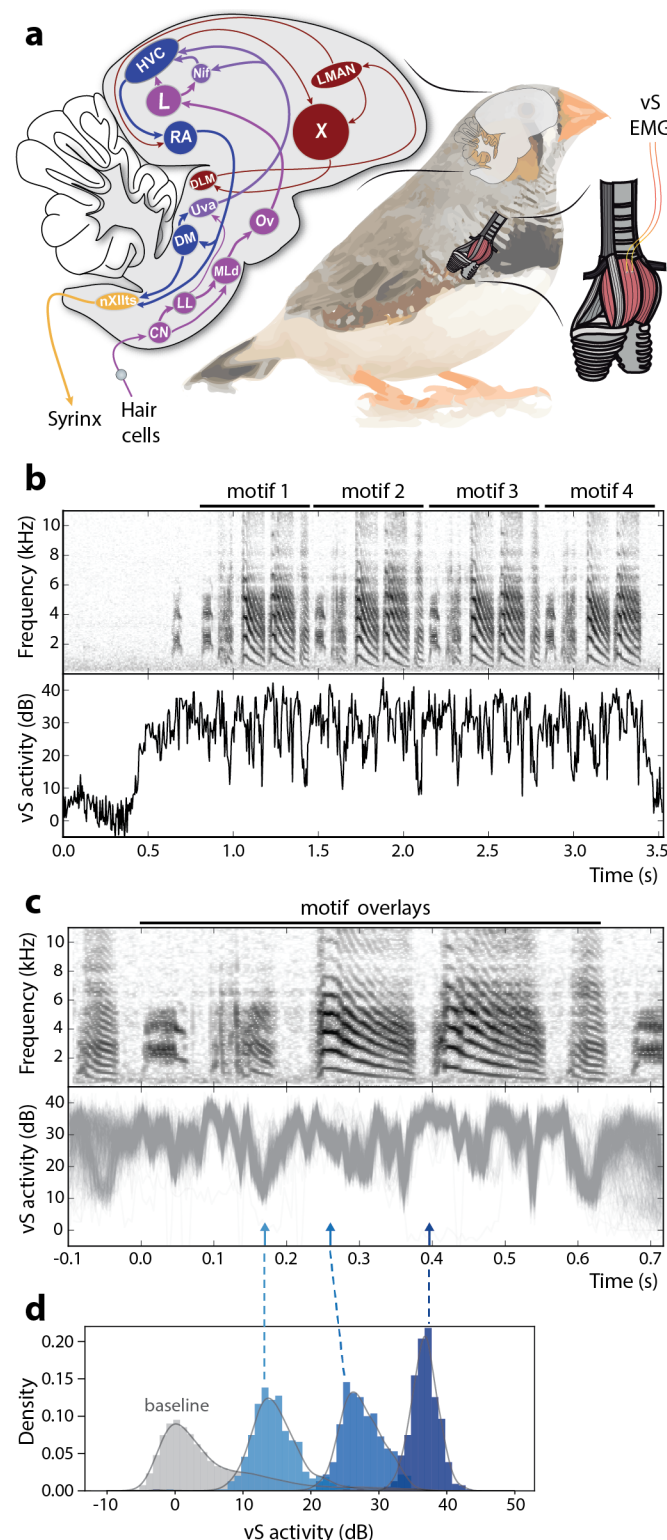 a
HVC
Nif
LMAN
L
X
RA
DLM
Uva
Ov
DM
MLd
LL
nXIIts
CN
Syrinx
Hair
cells
vS
EMG
b
motif 1 motif 2 motif 3 motif 4
Frequency (kHz)
10
8
6
4
2
vS activity (dB)
40
30
20
10
0
0.0 0.5 1.0 1.5 2.0 2.5 3.0 3.5
Time (s)
c
motif overlays
Frequency (kHz)
10
8
6
4
2
vS activity (dB)
40
30
20
10
0
-0.1 0.0 0.1 0.2 0.3 0.4 0.5 0.6 0.7
Time (s)
d
Density
0.20
0.15
0.10
0.05
0.00
baseline
-10 0 10 20 30 40 50
vS activity (dB)